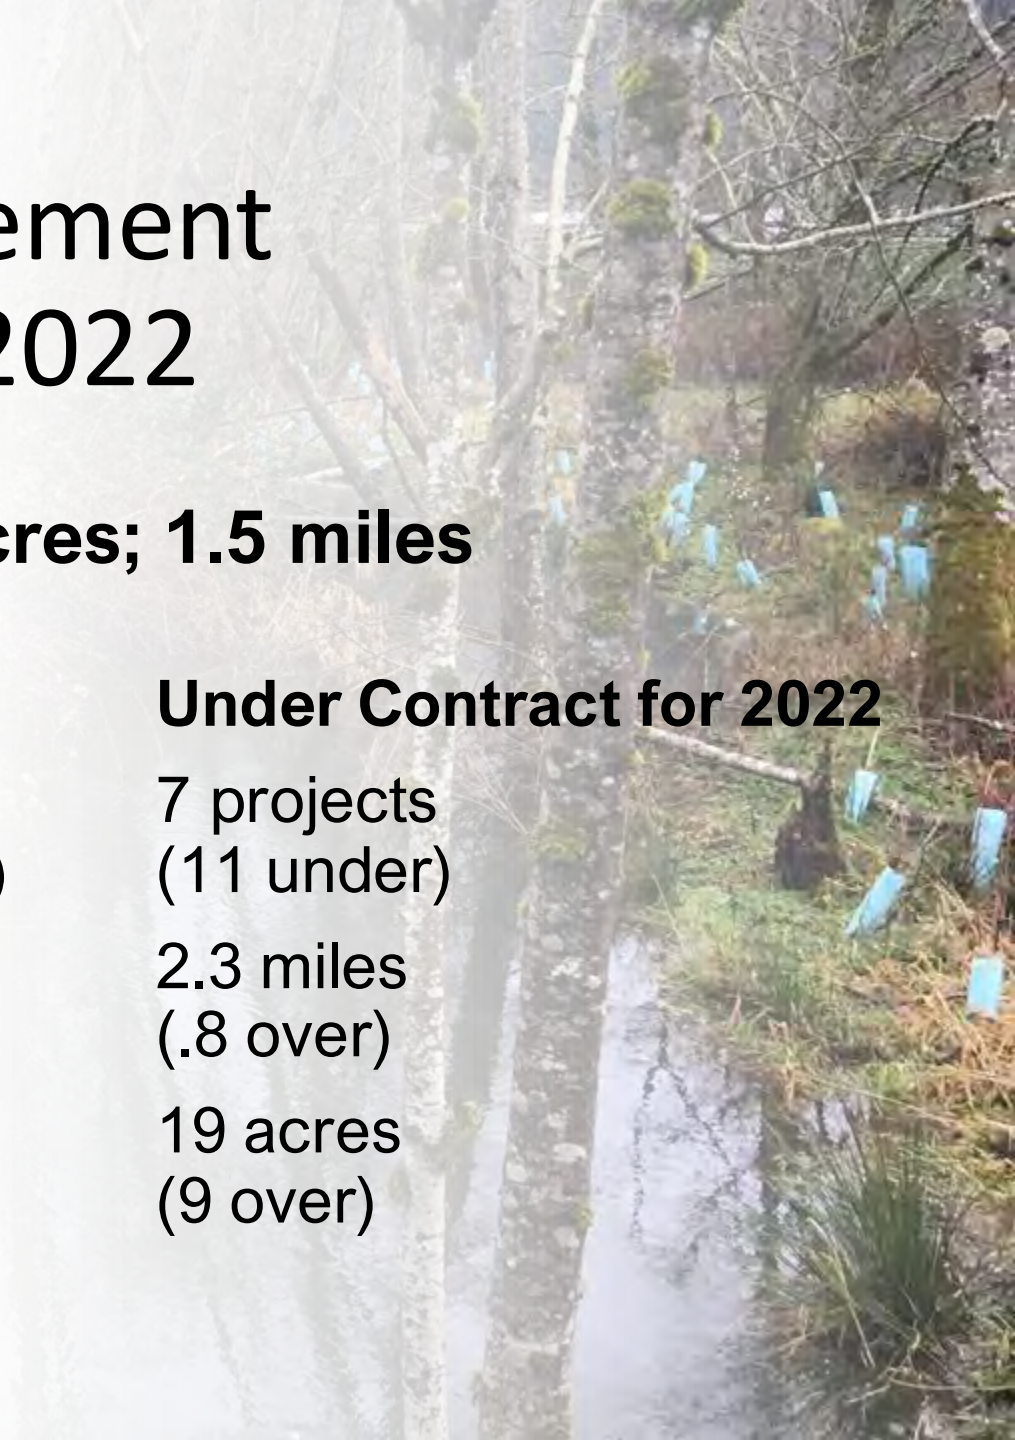 ement
2022
cres; 1.5 miles
Under Contract for 2022
7 projects
)
(11 under)
2.3 miles
(.8 over)
19 acres
(9 over)